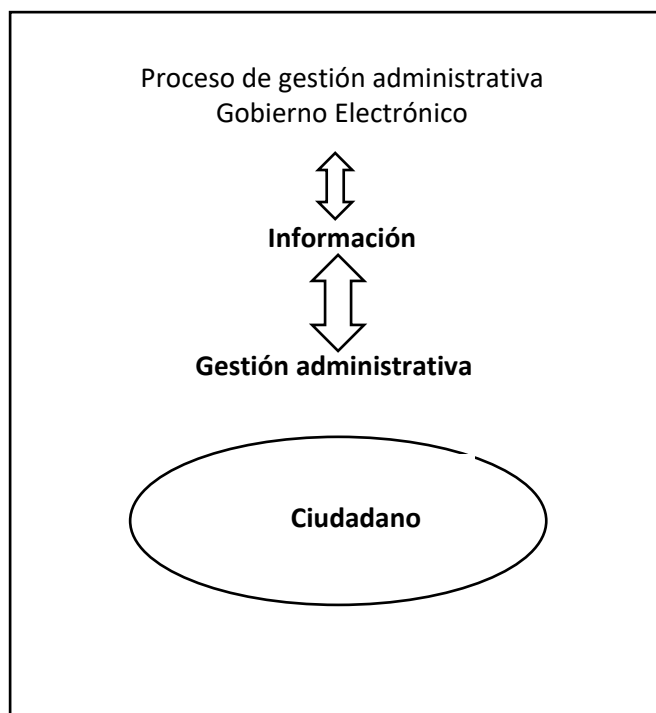 Proceso de gestión administrativa
Gobierno Electrónico
Información
Gestión administrativa
Ciudadano